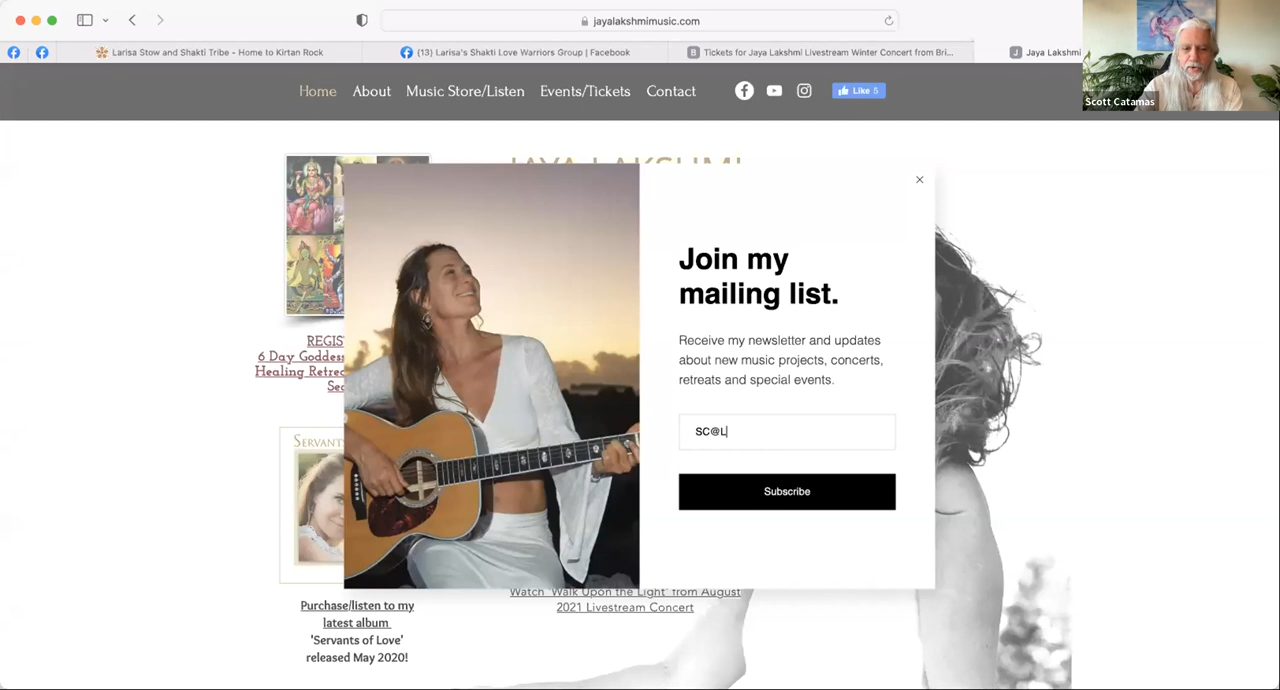 jayalakshmimusic.com
Larisa Stow and Shakti Tribe - Home to Kirtan Rock
(13) Larisa's Shakti Love Warriors Group | Facebook
B Tickets for Jaya Lakshmi Livestream Winter Concert from Bri...
J Jaya Lakshmi
Scott Catamas
Home About Music Store/Listen Events/Tickets Contact
Like 5
JAYA LAKSHMI
Join my
mailing list.
Receive my newsletter and updates
about new music projects, concerts,
retreats and special events.
SC@L
Subscribe
REGIS
6 Day Goddess
Healing Retre
Sec
SERVANTS
Purchase/listen to my
latest album
'Servants of Love'
released May 2020!
Watch 'Walk Upon the Light' from August
2021 Livestream Concert